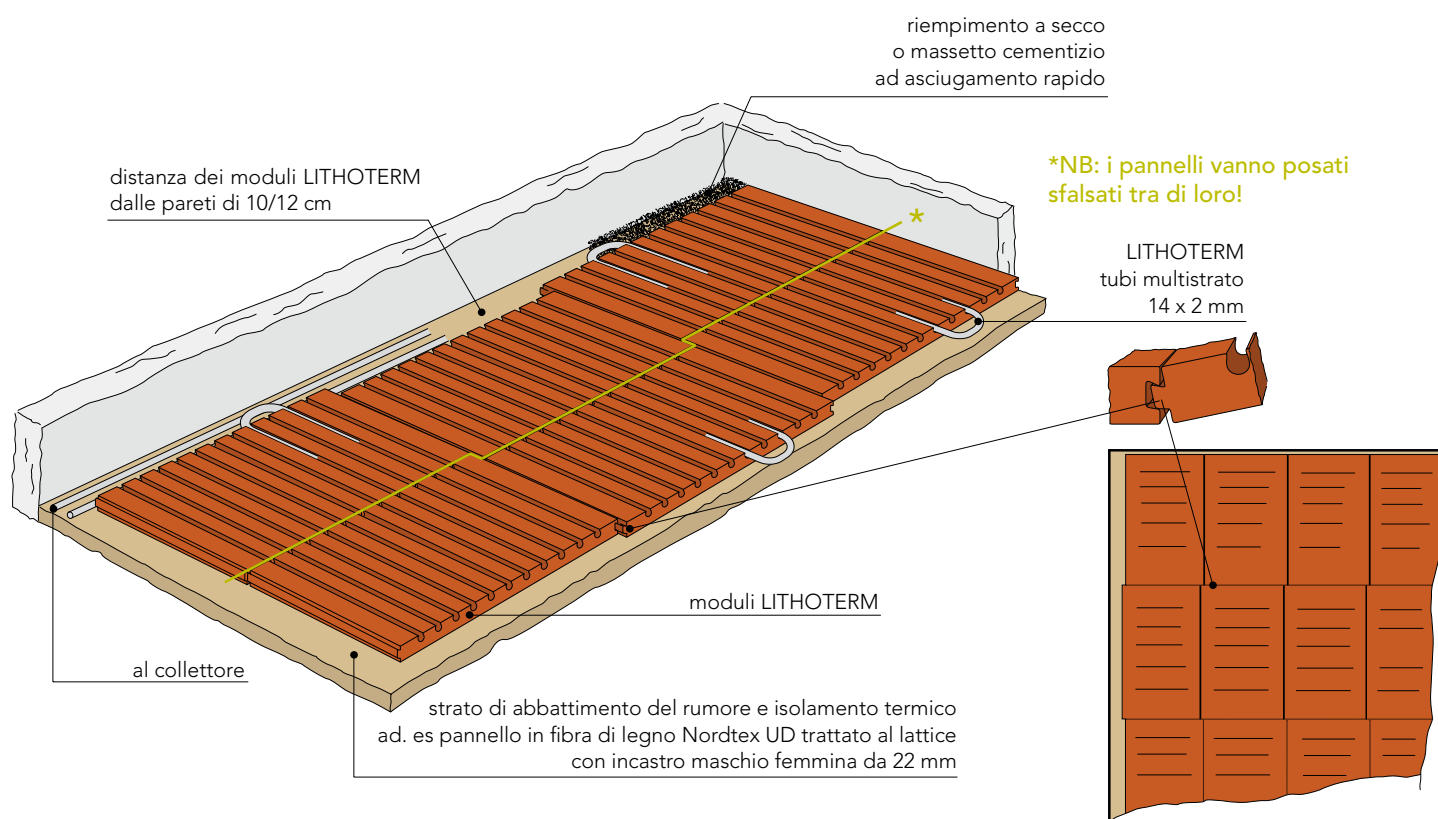 riempimento a secco
o massetto cementizio
ad asciugamento rapido
distanza dei moduli LITHOTERM
dalle pareti di 10/12 cm
*NB: i pannelli vanno posati
sfalsati tra di loro!
*
LITHOTERM
tubi multistrato
14 x 2 mm
moduli LITHOTERM
al collettore
strato di abbattimento del rumore e isolamento termico
ad. es pannello in fibra di legno Nordtex UD trattato al lattice
con incastro maschio femmina da 22 mm